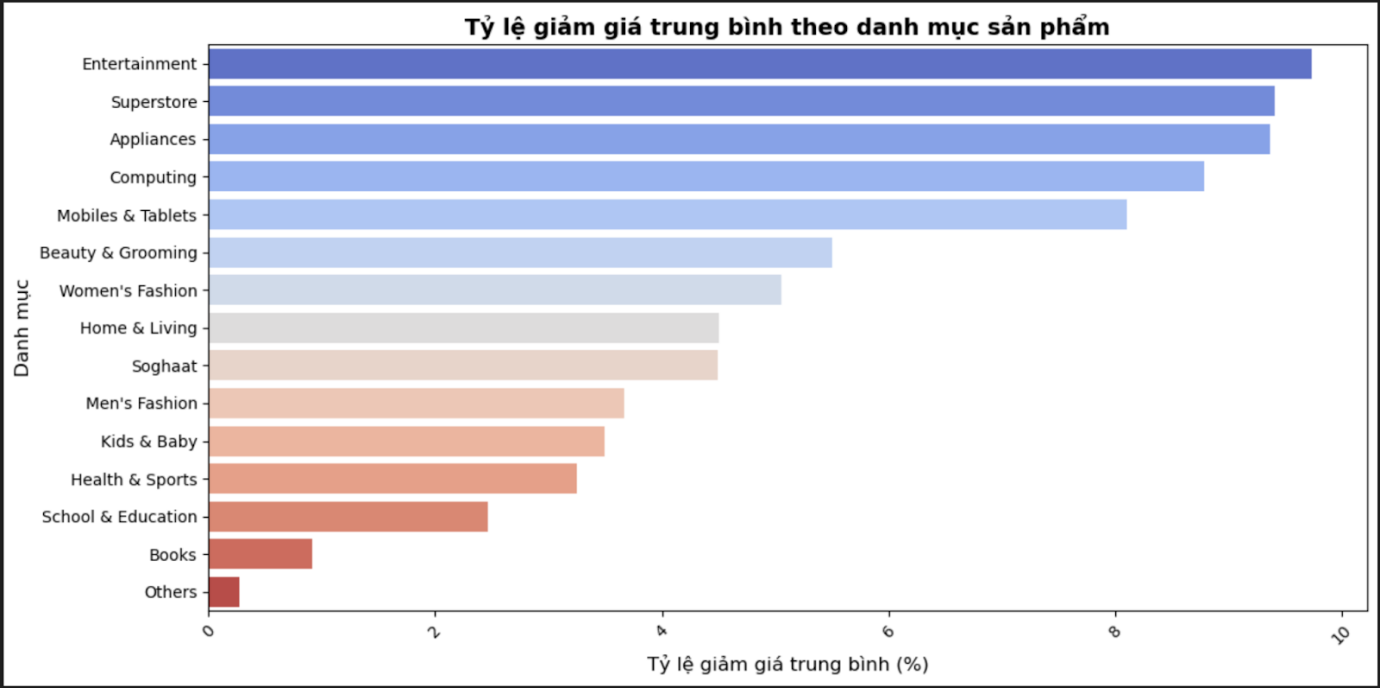 Tỷ lệ giảm giá trung bình theo danh mục sản phẩm
Danh mục
Entertainment
Superstore
Appliances
Computing
Mobiles & Tablets
Beauty & Grooming
Women's Fashion
Home & Living
Soghaat
Men's Fashion
Kids & Baby
Health & Sports
School & Education
Books
Others
0 2 4 6 8 10
Tỷ lệ giảm giá trung bình (%)